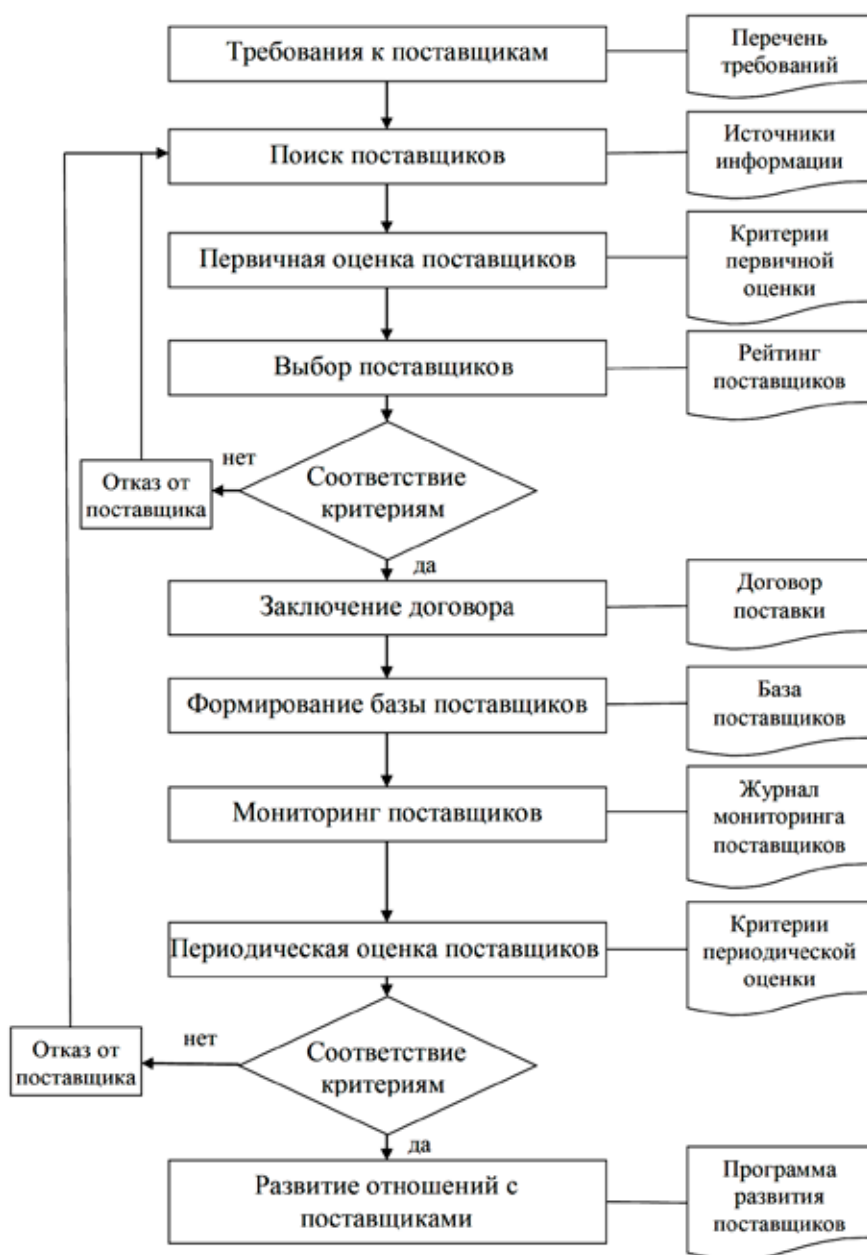 Требования к поставщикам
Перечень
требований
Поиск поставщиков
Источники
информации
Первичная оценка поставщиков
Критерии
первичной
оценки
Выбор поставщиков
Рейтинг
поставщиков
нет
Отказ от
поставщика
Соответствие
критериям
да
Заключение договора
Договор
поставки
Формирование базы поставщиков
База
поставщиков
Мониторинг поставщиков
Журнал
мониторинга
поставщиков
Периодическая оценка поставщиков
Критерии
периодической
оценки
нет
Отказ от
поставщика
Соответствие
критериям
да
Развитие отношений с
поставщиками
Программа
развития
поставщиков